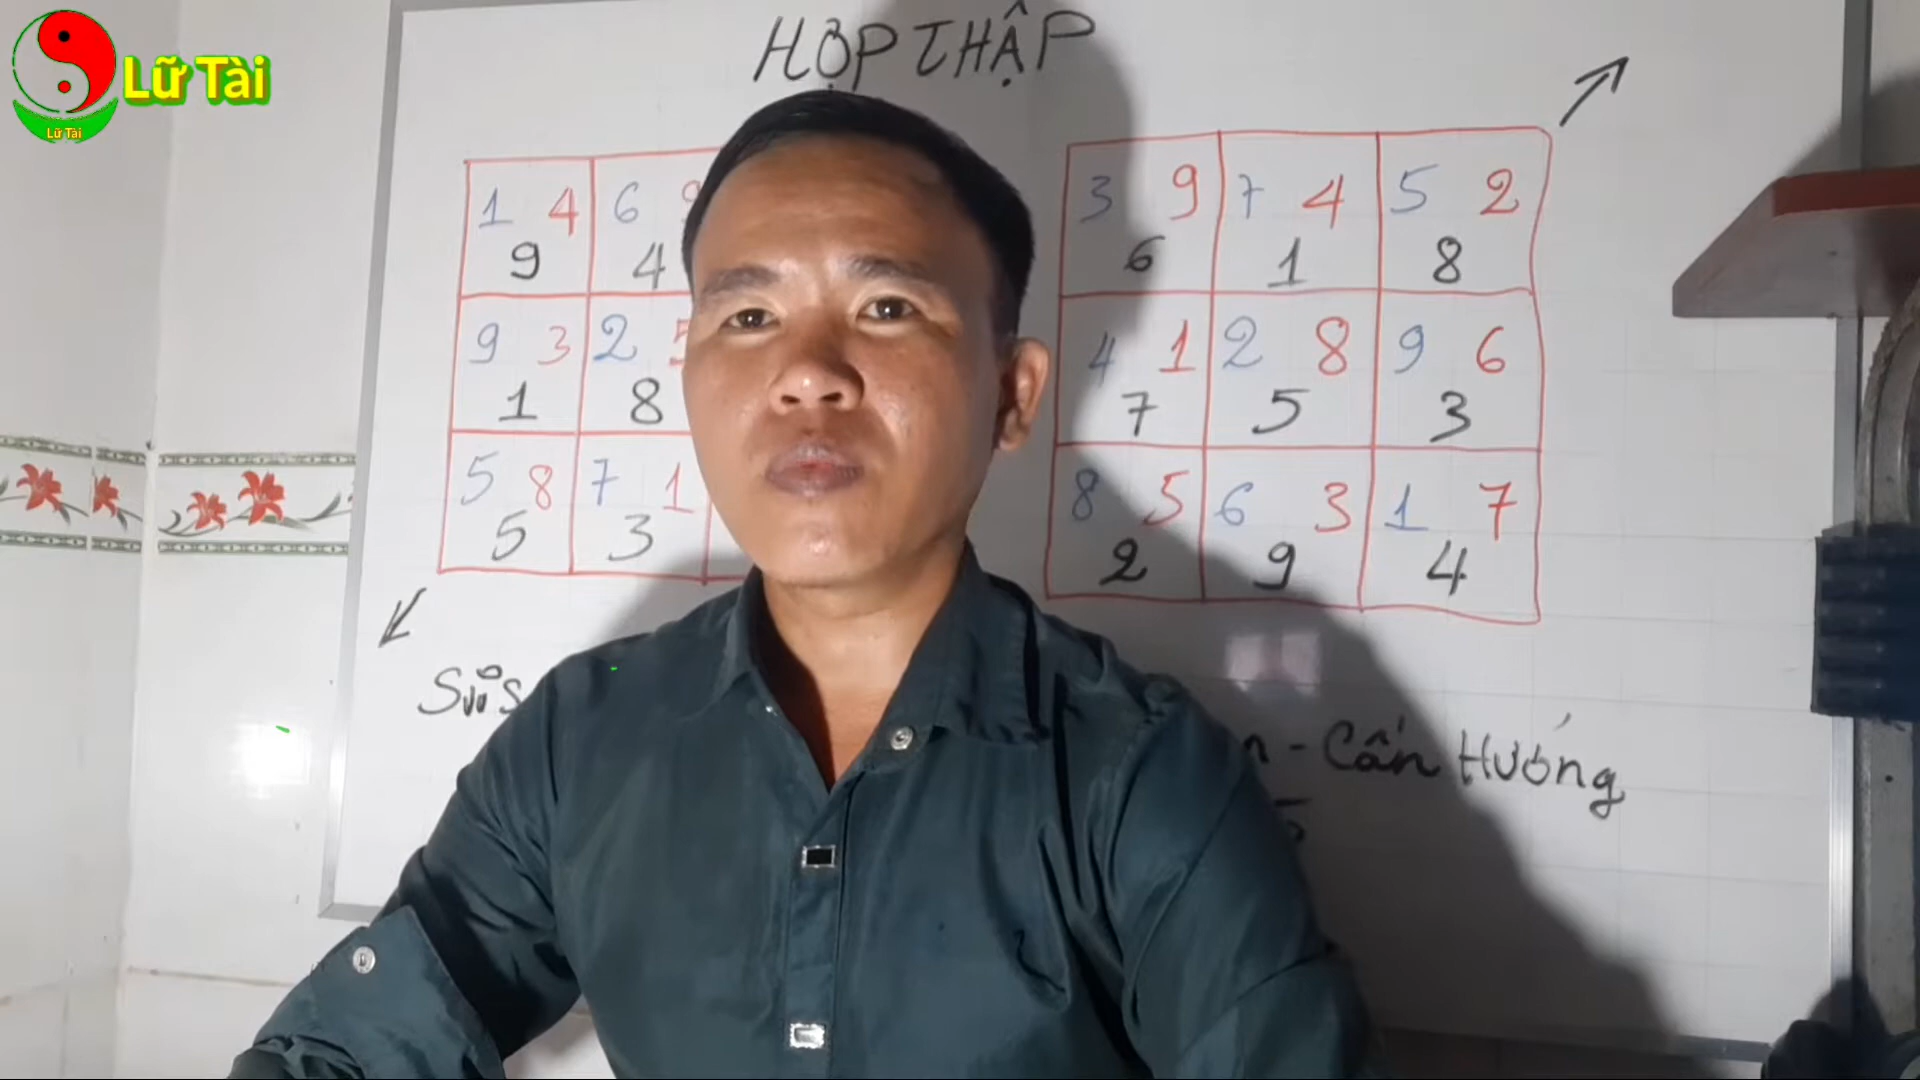 Lữ Tài
Lữ Tài
HỢP THẬP
1 4 6
9 4
9 3 2 5
1 8
5 8 7 1
5 3
3 9 7 4 5 2
6 1 8
4 1 2 8 9 6
7 5 3
8 5 6 3 1 7
2 9 4
Cấn Hướng